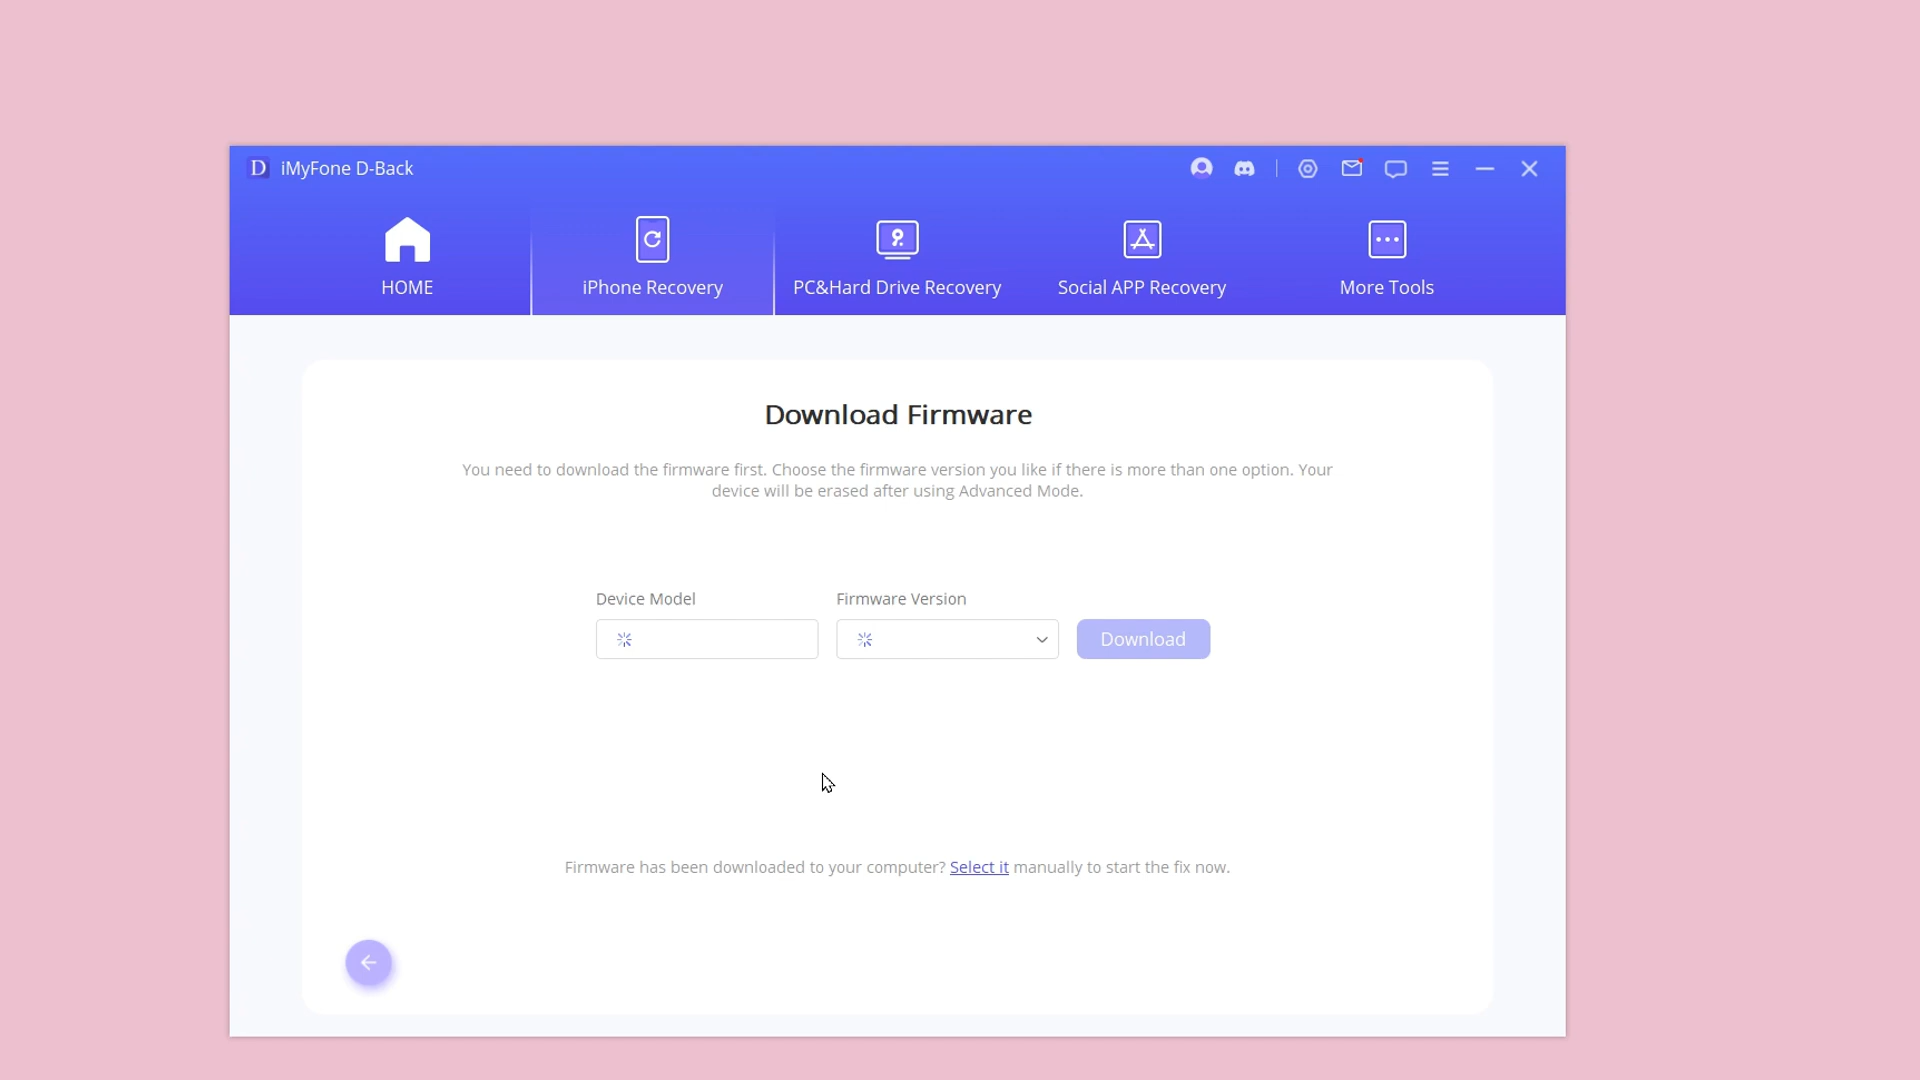 D iMyFone D-Back
HOME
iPhone Recovery
PC&Hard Drive Recovery
Social APP Recovery
More Tools
Download Firmware
You need to download the firmware first. Choose the firmware version you like if there is more than one option. Your
device will be erased after using Advanced Mode.
Device Model
Firmware Version
Download
Firmware has been downloaded to your computer? Select it manually to start the fix now.